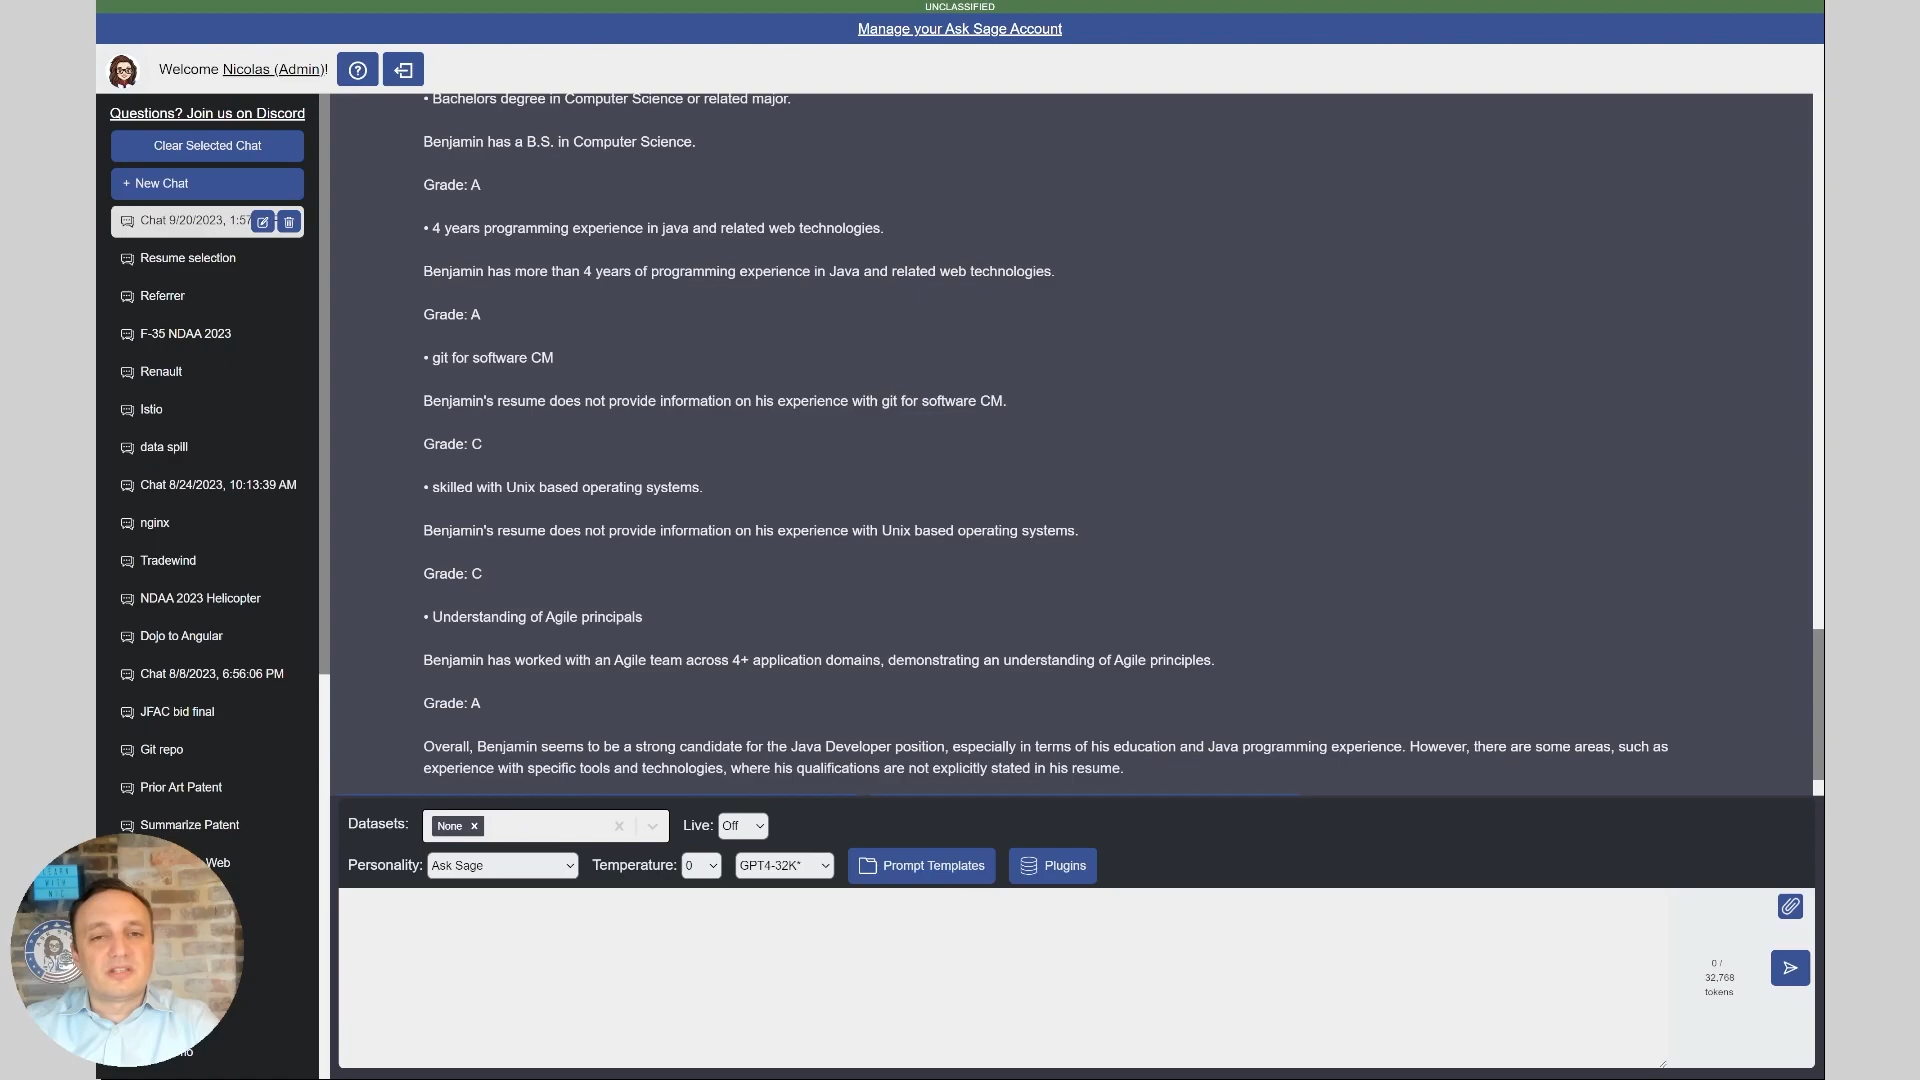 UNCLASSIFIED
Manage your Ask Sage Account
Welcome Nicolas (Admin)!
Questions? Join us on Discord
Clear Selected Chat
+ New Chat
Chat 9/20/2023, 1:57
Resume selection
Referrer
F-35 NDAA 2023
Renault
Istio
data spill
Chat 8/24/2023, 10:13:39 AM
nginx
Tradewind
NDAA 2023 Helicopter
Dojo to Angular
Chat 8/8/2023, 6:56:06 PM
JFAC bid final
Git repo
Prior Art Patent
Summarize Patent
Web
• Bachelors degree in Computer Science or related major.
Benjamin has a B.S. in Computer Science.
Grade: A
• 4 years programming experience in java and related web technologies.
Benjamin has more than 4 years of programming experience in Java and related web technologies.
Grade: A
• git for software CM
Benjamin's resume does not provide information on his experience with git for software CM.
Grade: C
• skilled with Unix based operating systems.
Benjamin's resume does not provide information on his experience with Unix based operating systems.
Grade: C
• Understanding of Agile principals
Benjamin has worked with an Agile team across 4+ application domains, demonstrating an understanding of Agile principles.
Grade: A
Overall, Benjamin seems to be a strong candidate for the Java Developer position, especially in terms of his education and Java programming experience. However, there are some areas, such as
experience with specific tools and technologies, where his qualifications are not explicitly stated in his resume.
Datasets: None × Live: Off
Personality: Ask Sage Temperature: 0 GPT4-32K* Prompt Templates Plugins
0 /
32,768
tokens